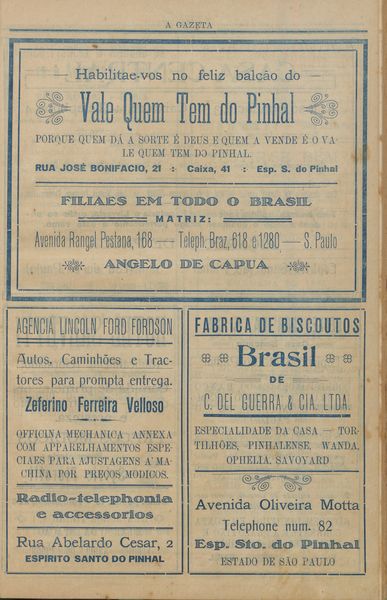 A GAZETA
— Habilitae-vos no feliz balcão do —
Vale Quem Tem do Pinhal
PORQUE QUEM DÁ A SORTE É DEUS E QUEM A VENDE É O VA-
LE QUEM TEM DO PINHAL.
RUA JOSÉ BONIFACIO, 21 : Caixa, 41 : Esp. S. do Pinhal
FILIAES EM TODO O BRASIL
MATRIZ:
Avenida Rangel Pestana, 168 — Teleph. Braz, 618 e 1280 — S. Paulo
ANGELO DE CAPUA
AGENCIA LINCOLN FORD FORDSON
Autos, Caminhões e Trac-
tores para prompta entrega.
Zeferino Ferreira Velloso
OFFICINA MECHANICA ANNEXA
COM APPARELHAMENTOS ESPE-
CIAES PARA AJUSTAGENS A MA-
CHINA POR PREÇOS MODICOS.
Radio-telephonia
e accessorios
Rua Abelardo Cesar, 2
ESPIRITO SANTO DO PINHAL
FABRICA DE BISCOUTOS
Brasil
DE
C. DEL GUERRA & CIA. LTDA.
ESPECIALIDADE DA CASA — TOR-
TILHÕES, PINHALENSE, WANDA,
OPHELIA, SAVOYARD
Avenida Oliveira Motta
Telephone num. 82
Esp. Sto. do Pinhal
ESTADO DE SÃO PAULO